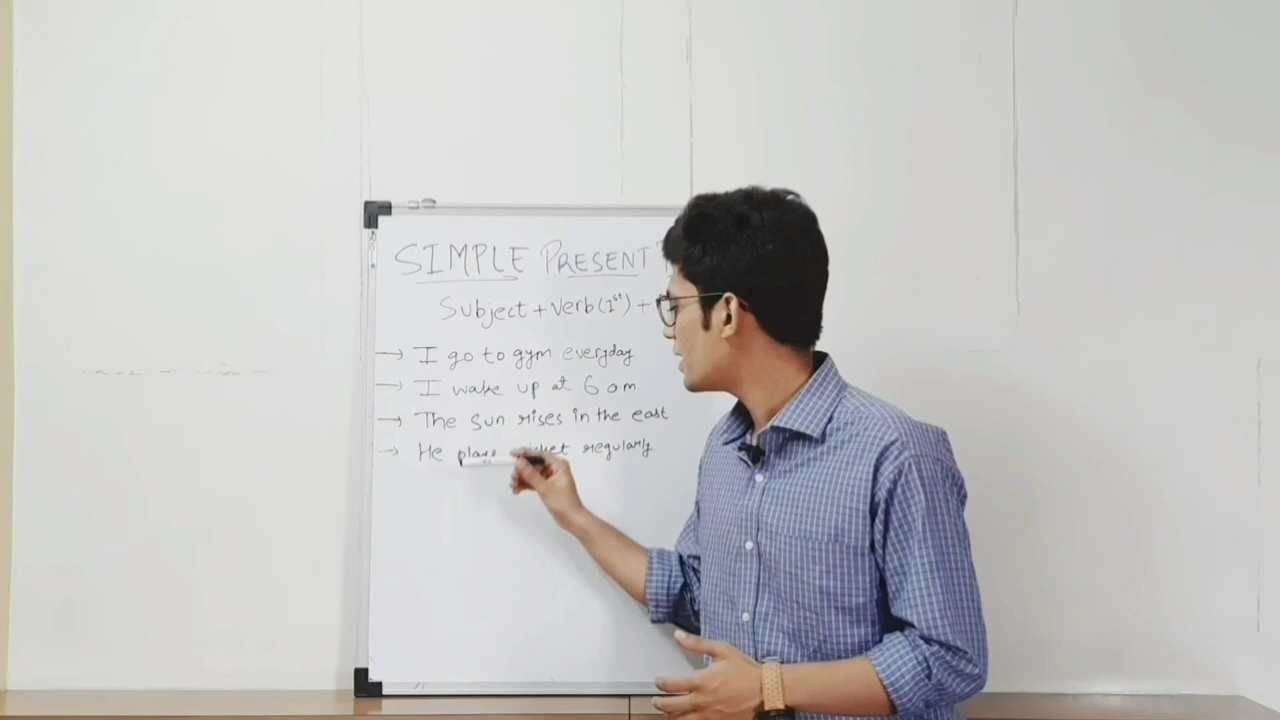 SIMPLE PRESENT
Subject + Verb (1st) +
→ I go to gym everyday
→ I wake up at 6 am
→ The sun rises in the east
→ He plays regularly